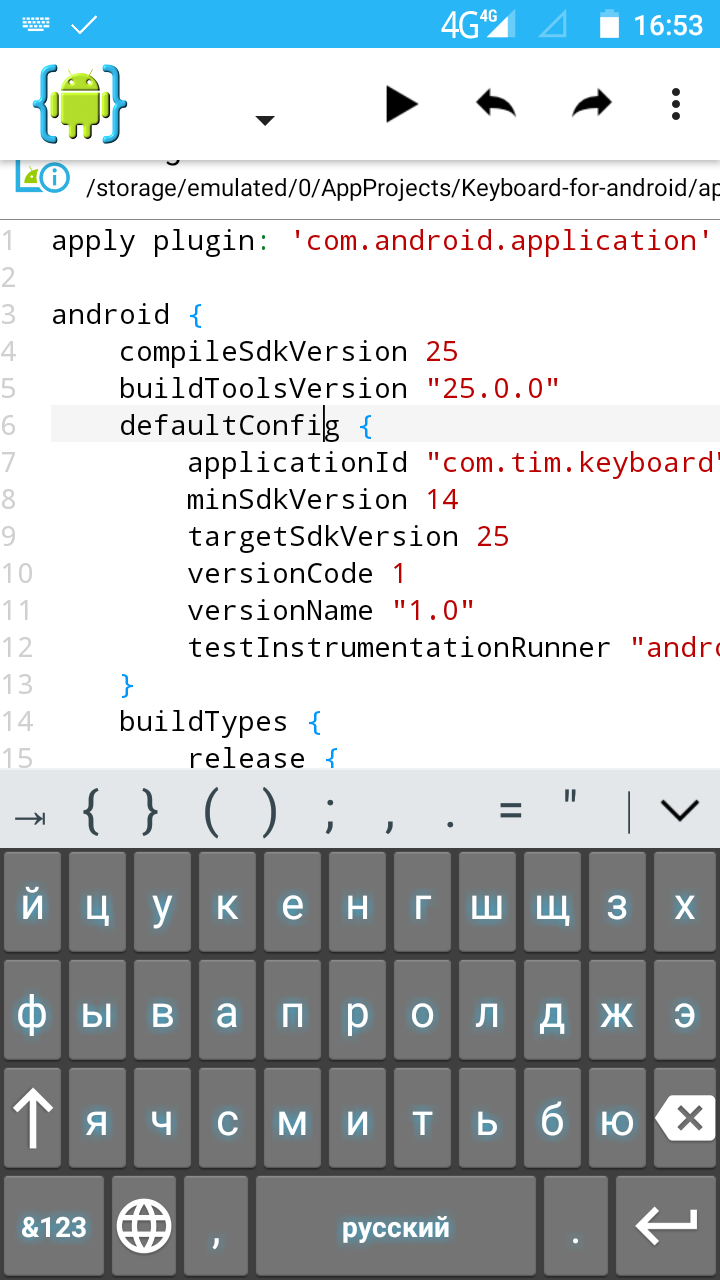 4G 4G 16:53
/storage/emulated/0/AppProjects/Keyboard-for-android/ap
1 apply plugin: 'com.android.application'
2
3 android {
4 compileSdkVersion 25
5 buildToolsVersion "25.0.0"
6 defaultConfig {
7 applicationId "com.tim.keyboard"
8 minSdkVersion 14
9 targetSdkVersion 25
10 versionCode 1
11 versionName "1.0"
12 testInstrumentationRunner "andro
13 }
14 buildTypes {
15 release {
{ } ( ) ; , . = " |
й ц у к е н г ш щ з х
ф ы в а п р о л д ж э
я ч с м и т ь б ю
&123 , русский .